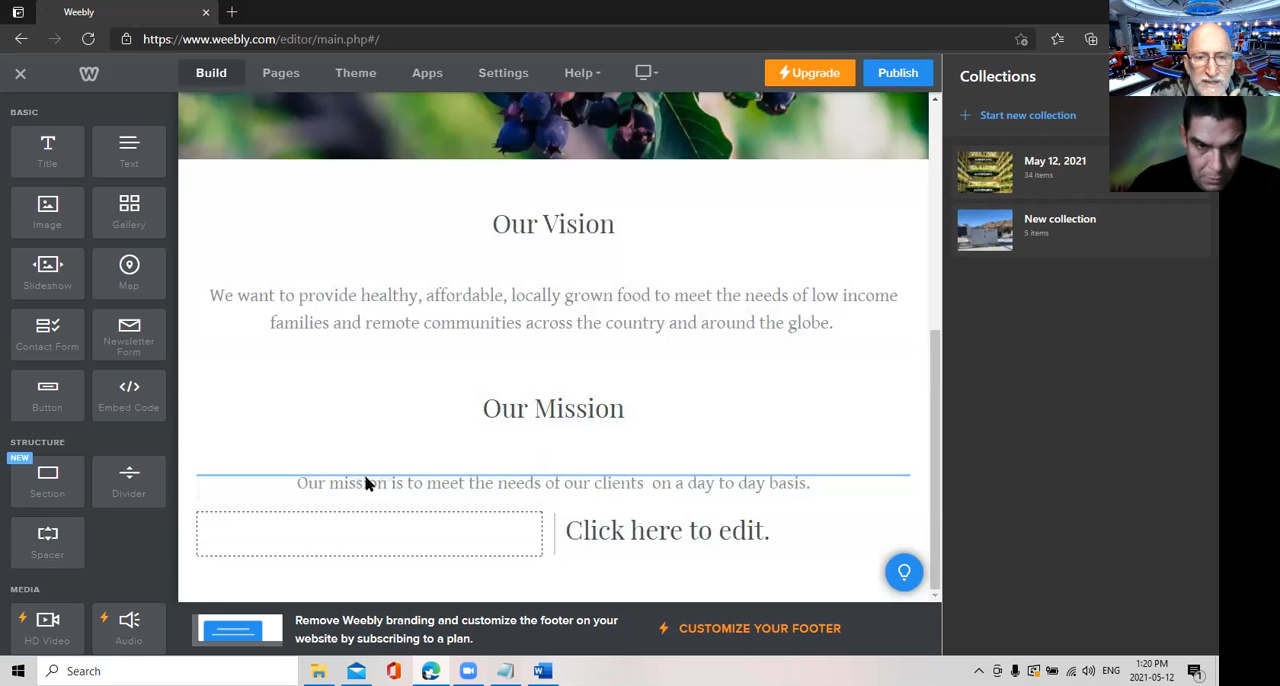 Weebly
https://www.weebly.com/editor/main.php#/
Build Pages Theme Apps Settings Help
Upgrade
Publish
BASIC
Title
Text
Image
Gallery
Slideshow
Map
Contact Form
Newsletter
Form
Button
Embed Code
STRUCTURE
NEW
Section
Divider
Spacer
MEDIA
HD Video
Audio
Our Vision
We want to provide healthy, affordable, locally grown food to meet the needs of low income
families and remote communities across the country and around the globe.
Our Mission
Our mission is to meet the needs of our clients on a day to day basis.
Click here to edit.
Remove Weebly branding and customize the footer on your
website by subscribing to a plan.
CUSTOMIZE YOUR FOOTER
Collections
Start new collection
May 12, 2021
34 items
New collection
5 items
Search
ENG
1:20 PM
2021-05-12
1